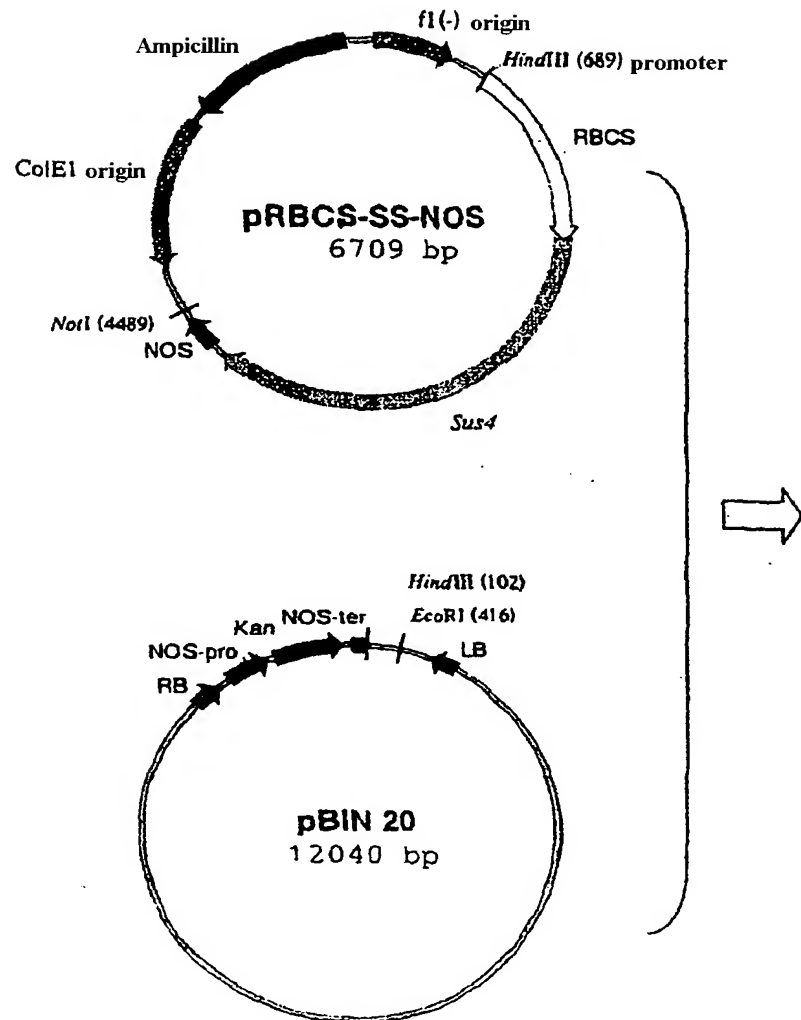 f1(-) origin
Ampicillin
HindIII (689) promoter
RBCS
ColE1 origin
pRBCS-SS-NOS
6709 bp
NotI (4489)
NOS
Sus4
HindIII (102)
NOS-ter
EcoRI (416)
Kan
NOS-pro
LB
RB
pBIN 20
12040 bp